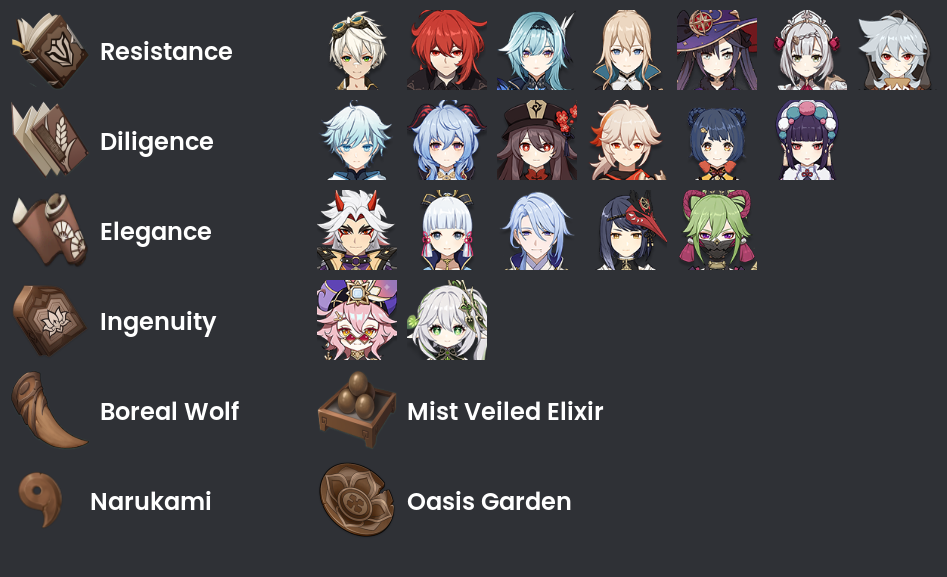 Resistance
Diligence
Elegance
Ingenuity
Boreal Wolf
Mist Veiled Elixir
Narukami
Oasis Garden